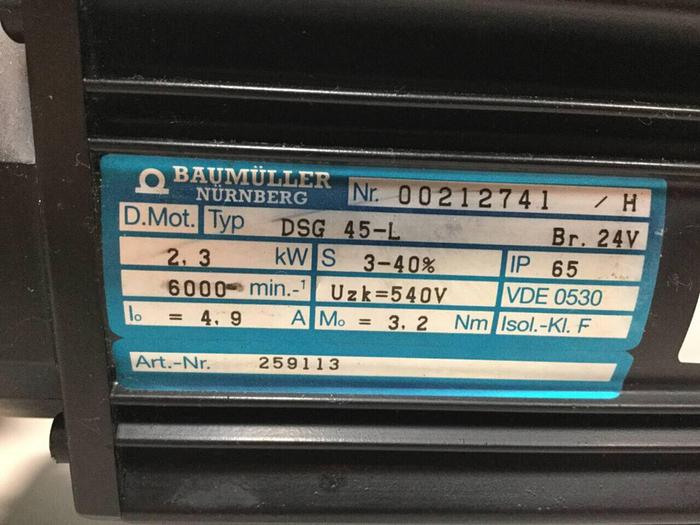 BAUMÜLLER
NÜRNBERG
Nr. 00212741 / H
D.Mot. Typ DSG 45-L Br. 24V
2,3 kW S 3-40% IP 65
6000 min.-¹ Uzk=540V VDE 0530
I₀ = 4,9 A M₀ = 3,2 Nm Isol.-Kl. F
Art.-Nr. 259113